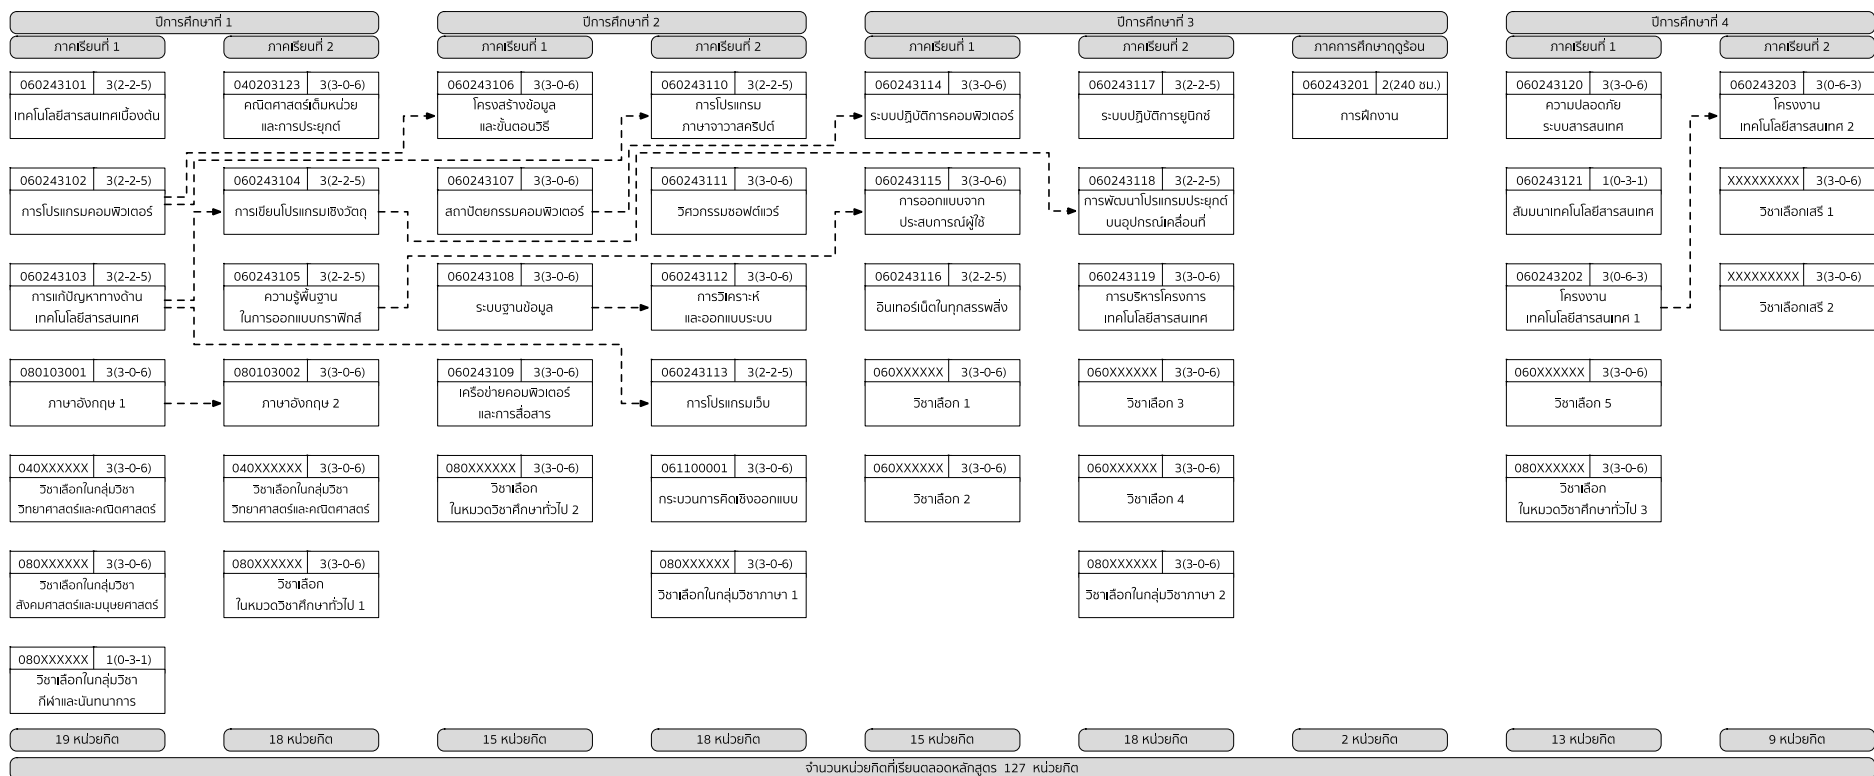 ปีการศึกษาที่ 1
ภาคเรียนที่ 1
060243101 3(2-2-5)
เทคโนโลยีสารสนเทศเบื้องต้น
060243102 3(2-2-5)
การโปรแกรมคอมพิวเตอร์
060243103 3(2-2-5)
การแก้ปัญหาทางด้าน
เทคโนโลยีสารสนเทศ
080103001 3(3-0-6)
ภาษาอังกฤษ 1
040XXXXXX 3(3-0-6)
วิชาเลือกในกลุ่มวิชา
วิทยาศาสตร์และคณิตศาสตร์
080XXXXXX 3(3-0-6)
วิชาเลือกในกลุ่มวิชา
สังคมศาสตร์และมนุษยศาสตร์
080XXXXXX 1(0-3-1)
วิชาเลือกในกลุ่มวิชา
กีฬาและนันทนาการ
19 หน่วยกิต
ภาคเรียนที่ 2
040203123 3(3-0-6)
คณิตศาสตร์เต็มหน่วย
และการประยุกต์
060243104 3(2-2-5)
การเขียนโปรแกรมเชิงวัตถุ
060243105 3(2-2-5)
ความรู้พื้นฐาน
ในการออกแบบกราฟิกส์
080103002 3(3-0-6)
ภาษาอังกฤษ 2
040XXXXXX 3(3-0-6)
วิชาเลือกในกลุ่มวิชา
วิทยาศาสตร์และคณิตศาสตร์
080XXXXXX 3(3-0-6)
วิชาเลือก
ในหมวดวิชาศึกษาทั่วไป 1
18 หน่วยกิต
ปีการศึกษาที่ 2
ภาคเรียนที่ 1
060243106 3(3-0-6)
โครงสร้างข้อมูล
และขั้นตอนวิธี
060243107 3(3-0-6)
สถาปัตยกรรมคอมพิวเตอร์
060243108 3(3-0-6)
ระบบฐานข้อมูล
060243109 3(3-0-6)
เครือข่ายคอมพิวเตอร์
และการสื่อสาร
080XXXXXX 3(3-0-6)
วิชาเลือก
ในหมวดวิชาศึกษาทั่วไป 2
15 หน่วยกิต
ภาคเรียนที่ 2
060243110 3(2-2-5)
การโปรแกรม
ภาษาจาวาสคริปต์
060243111 3(3-0-6)
วิศวกรรมซอฟต์แวร์
060243112 3(3-0-6)
การวิเคราะห์
และออกแบบระบบ
060243113 3(2-2-5)
การโปรแกรมเว็บ
061100001 3(3-0-6)
กระบวนการคิดเชิงออกแบบ
080XXXXXX 3(3-0-6)
วิชาเลือกในกลุ่มวิชาภาษา 1
18 หน่วยกิต
ปีการศึกษาที่ 3
ภาคเรียนที่ 1
060243114 3(3-0-6)
ระบบปฏิบัติการคอมพิวเตอร์
060243115 3(3-0-6)
การออกแบบจาก
ประสบการณ์ผู้ใช้
060243116 3(2-2-5)
อินเทอร์เน็ตในทุกสรรพสิ่ง
060XXXXXX 3(3-0-6)
วิชาเลือก 1
060XXXXXX 3(3-0-6)
วิชาเลือก 2
15 หน่วยกิต
ภาคเรียนที่ 2
060243117 3(2-2-5)
ระบบปฏิบัติการยูนิกซ์
060243118 3(2-2-5)
การพัฒนาโปรแกรมประยุกต์
บนอุปกรณ์เคลื่อนที่
060243119 3(3-0-6)
การบริหารโครงการ
เทคโนโลยีสารสนเทศ
060XXXXXX 3(3-0-6)
วิชาเลือก 3
060XXXXXX 3(3-0-6)
วิชาเลือก 4
080XXXXXX 3(3-0-6)
วิชาเลือกในกลุ่มวิชาภาษา 2
18 หน่วยกิต
ภาคการศึกษาฤดูร้อน
060243201 2(240 ชม.)
การฝึกงาน
2 หน่วยกิต
ปีการศึกษาที่ 4
ภาคเรียนที่ 1
060243120 3(3-0-6)
ความปลอดภัย
ระบบสารสนเทศ
060243121 1(0-3-1)
สัมมนาเทคโนโลยีสารสนเทศ
060243202 3(0-6-3)
โครงงาน
เทคโนโลยีสารสนเทศ 1
060XXXXXX 3(3-0-6)
วิชาเลือก 5
080XXXXXX 3(3-0-6)
วิชาเลือก
ในหมวดวิชาศึกษาทั่วไป 3
13 หน่วยกิต
ภาคเรียนที่ 2
060243203 3(0-6-3)
โครงงาน
เทคโนโลยีสารสนเทศ 2
XXXXXXXXX 3(3-0-6)
วิชาเลือกเสรี 1
XXXXXXXXX 3(3-0-6)
วิชาเลือกเสรี 2
9 หน่วยกิต
จำนวนหน่วยกิตที่เรียนตลอดหลักสูตร 127 หน่วยกิต